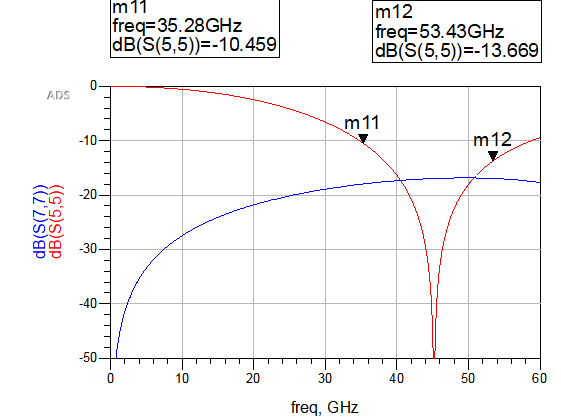 m11
freq=35.28GHz
dB(S(5,5))=-10.459
m12
freq=53.43GHz
dB(S(5,5))=-13.669
ADS
m11
m12
0
-10
-20
-30
-40
-50
dB(S(7,7))
dB(S(5,5))
0 10 20 30 40 50 60
freq, GHz